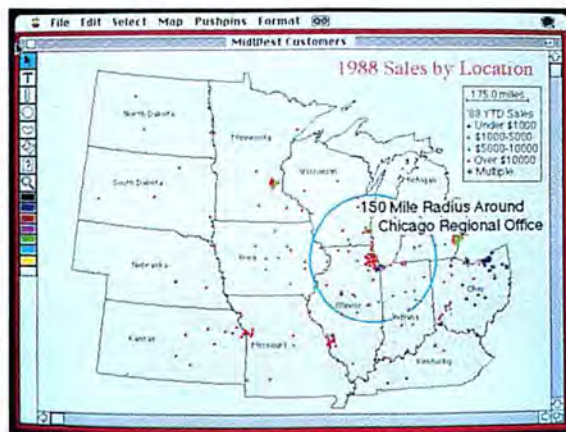 File Edit Select Map Pushpins Format
MidWest Customers
1988 Sales by Location
175.0 miles
'88 YTD Sales
Under $1000
$1000-5000
$5000-10000
Over $10000
Multiple
North Dakota
Minnesota
South Dakota
Wisconsin
Michigan
150 Mile Radius Around
Chicago Regional Office
Iowa
Nebraska
Ohio
Illinois
Indiana
Kansas
Missouri
Kentucky
T